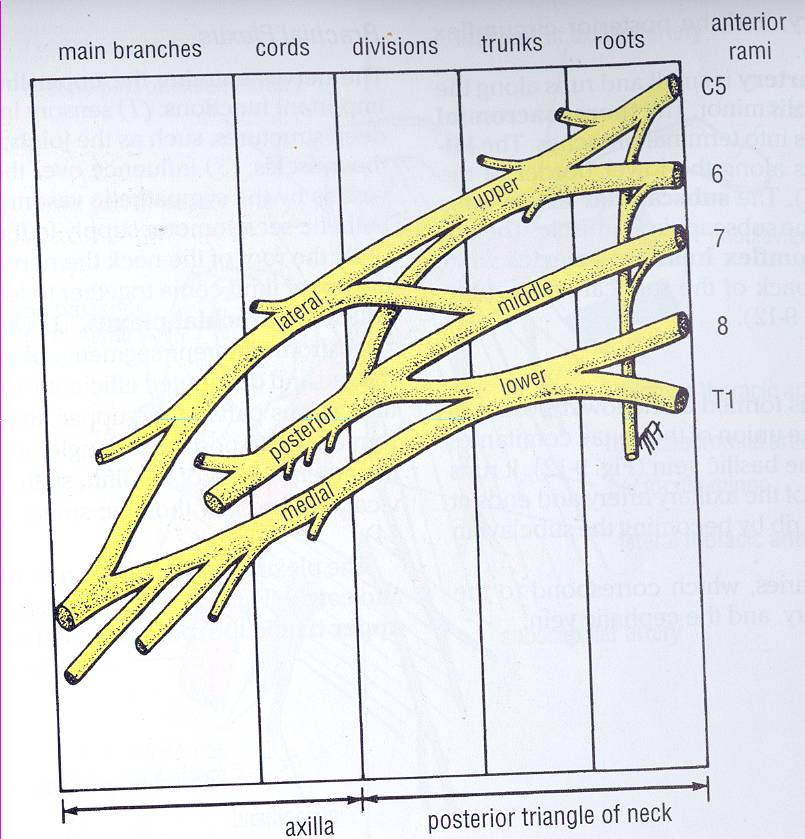 anterior
main branches cords divisions trunks roots rami
C5
6
upper
7
middle
lateral
8
lower
T1
posterior
medial
axilla posterior triangle of neck